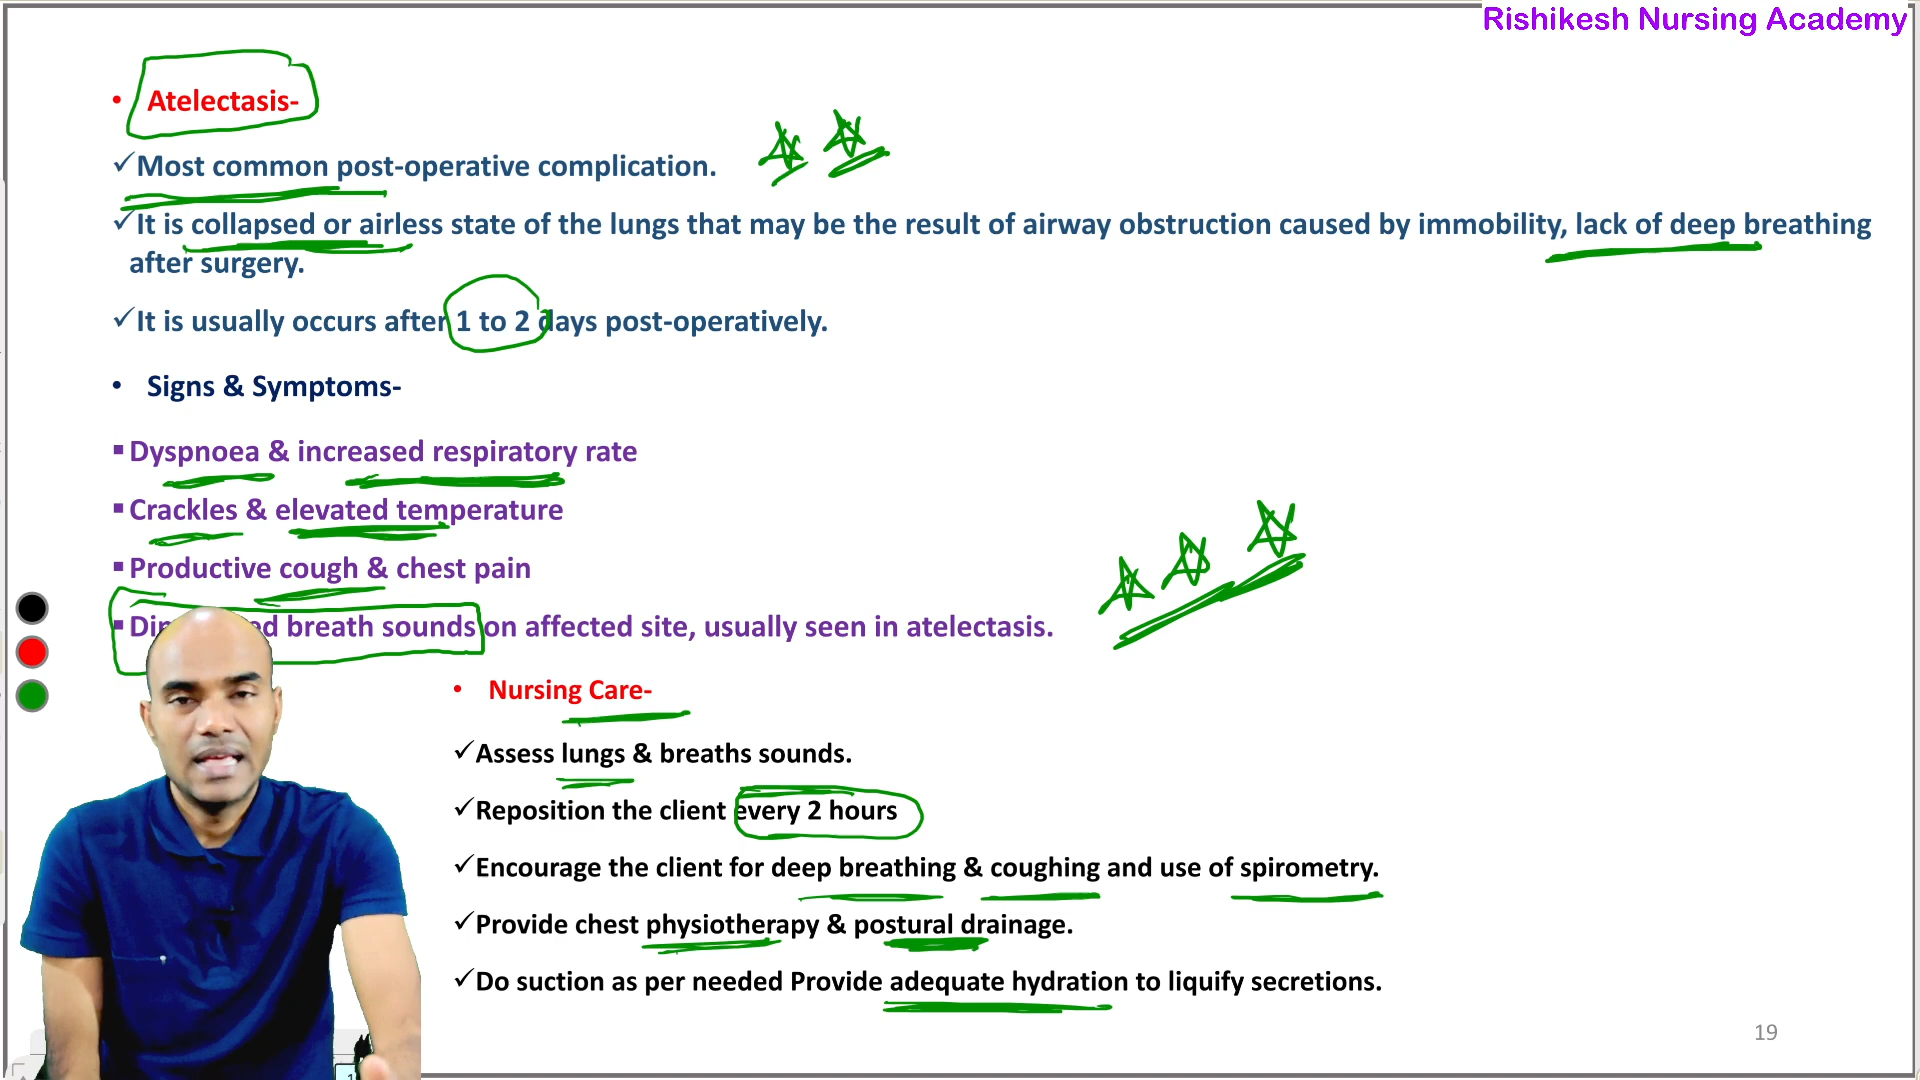 Rishikesh Nursing Academy
• Atelectasis-
✓Most common post-operative complication.
✓It is collapsed or airless state of the lungs that may be the result of airway obstruction caused by immobility, lack of deep breathing
after surgery.
✓It is usually occurs after 1 to 2 days post-operatively.
• Signs & Symptoms-
▪Dyspnoea & increased respiratory rate
▪Crackles & elevated temperature
▪Productive cough & chest pain
▪ breath sounds on affected site, usually seen in atelectasis.
• Nursing Care-
✓Assess lungs & breaths sounds.
✓Reposition the client every 2 hours
✓Encourage the client for deep breathing & coughing and use of spirometry.
✓Provide chest physiotherapy & postural drainage.
✓Do suction as per needed Provide adequate hydration to liquify secretions.
19